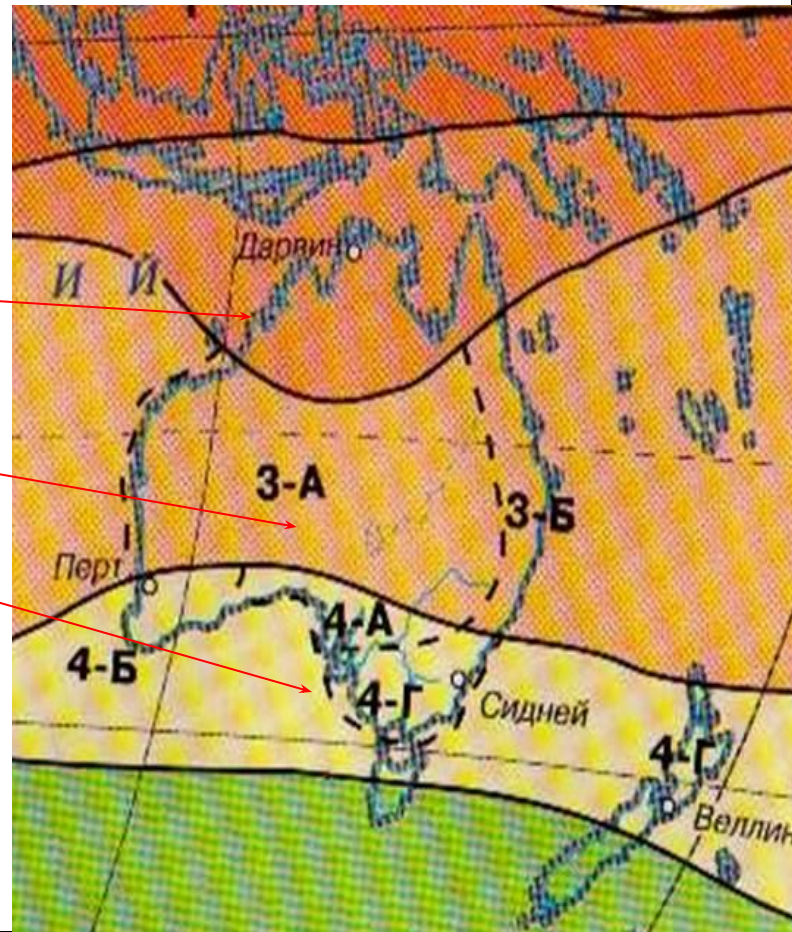 Дарвин
И Й
3-А
3-Б
Перт
4-А
4-Б
4-Г
Сидней
4-Г
Веллин